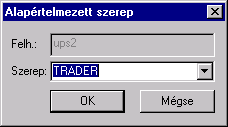 Alapértelmezett szerep
Felh.: ups2
Szerep: TRADER
OK Mégse